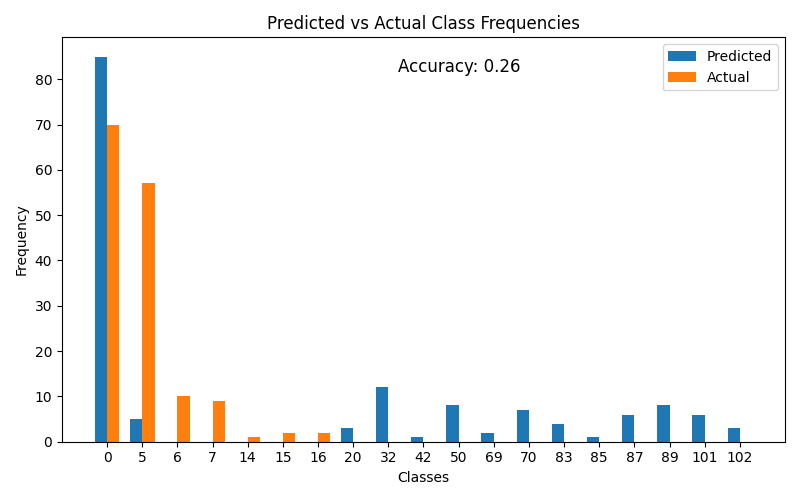 Predicted vs Actual Class Frequencies
Accuracy: 0.26
Predicted
Actual
Frequency
80
70
60
50
40
30
20
10
0
0 5 6 7 14 15 16 20 32 42 50 69 70 83 85 87 89 101 102
Classes